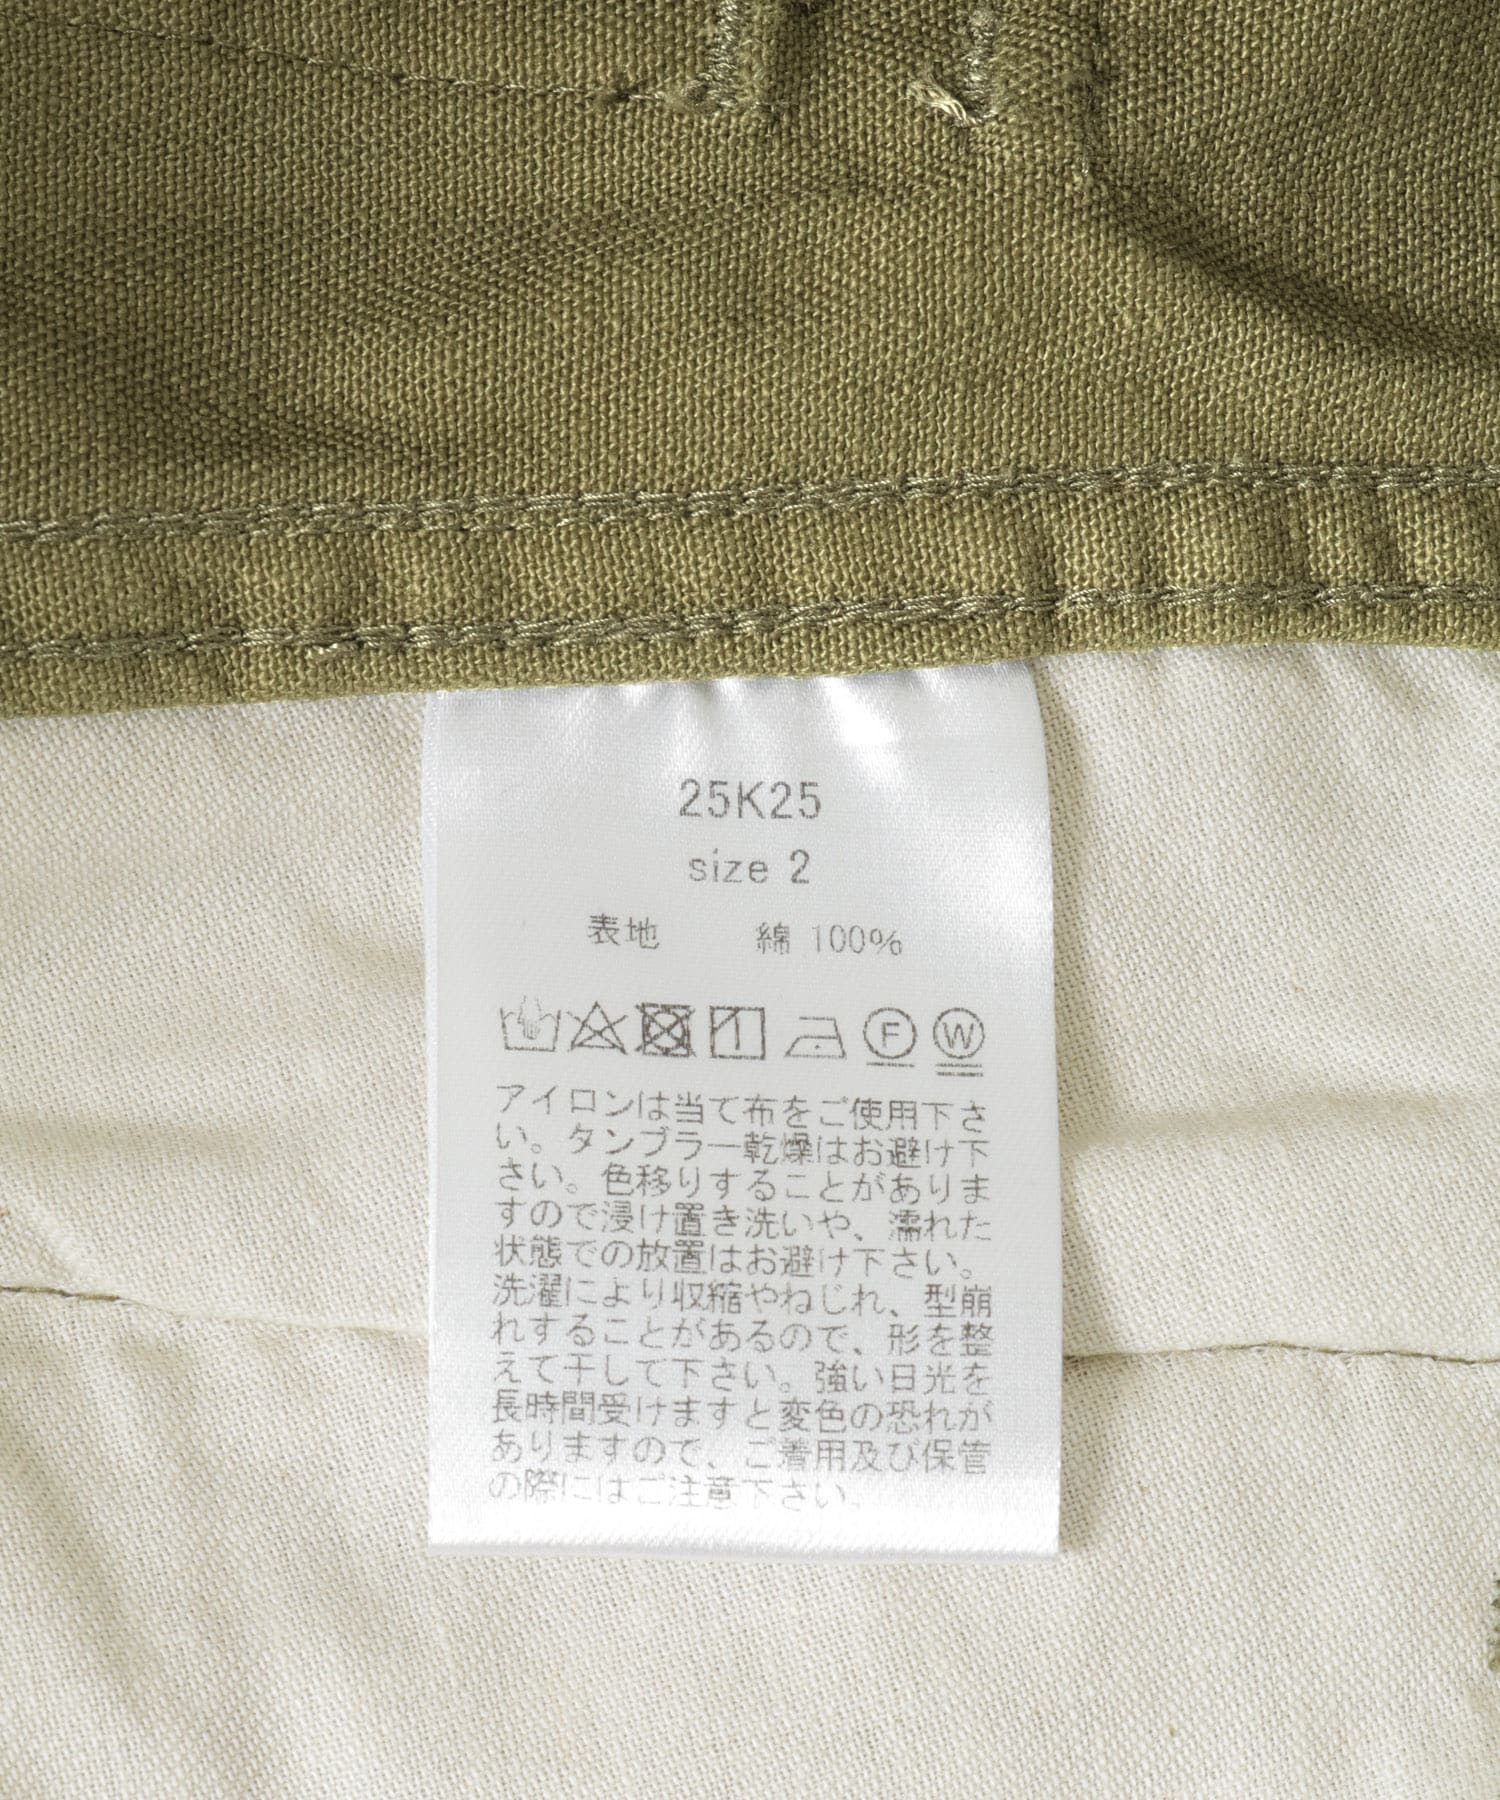 25K25
size 2
表地 綿 100%
F W
アイロンは当て布をご使用下さ
い。タンブラー乾燥はお避け下
さい。色移りすることがありま
すので浸け置き洗いや、濡れた
状態での放置はお避け下さい。
洗濯により収縮やねじれ、型崩
れすることがあるので、形を整
えて干して下さい。強い日光を
長時間受けますと変色の恐れが
ありますので、ご着用及び保管
の際にはご注意下さい。